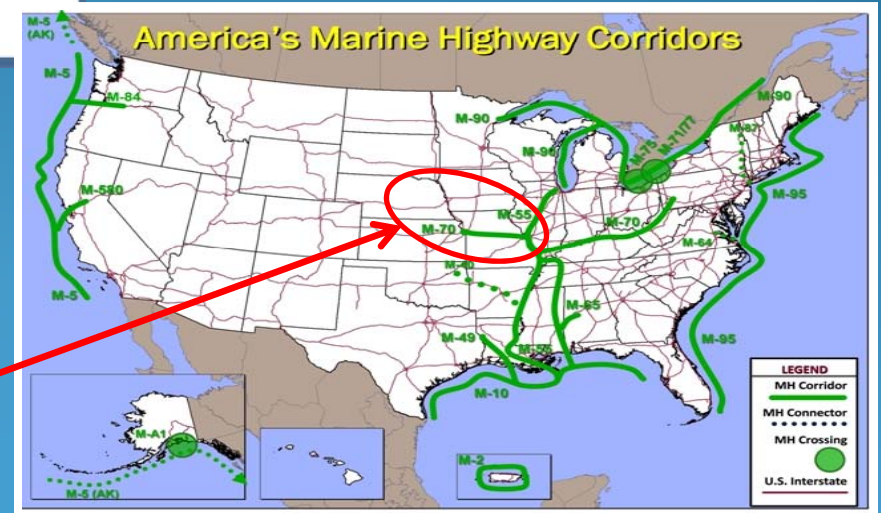 America's Marine Highway Corridors
M-5
(AK)
M-5
M-84
M-90
M-90
M-90
M-75
M-71/77
M-87
M-580
M-95
M-70
M-55
M-70
M-64
M-40
M-5
M-65
M-49
M-55
M-95
M-10
M-A1
M-5 (AK)
M-2
LEGEND
MH Corridor
MH Connector
MH Crossing
U.S. Interstate